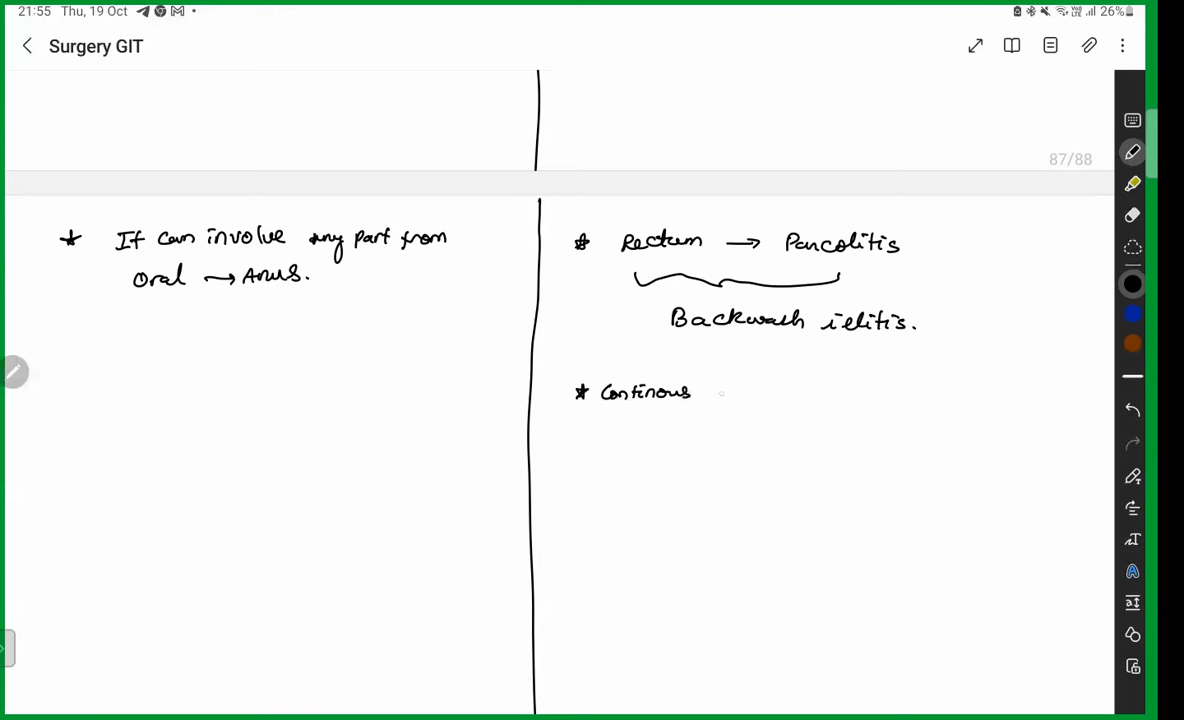 21:55 Thu, 19 Oct
26%
Surgery GIT
87/88
It can involve any part from
oral → Anus.
Rectum → Pancolitis
Backwash ielitis.
* Continous